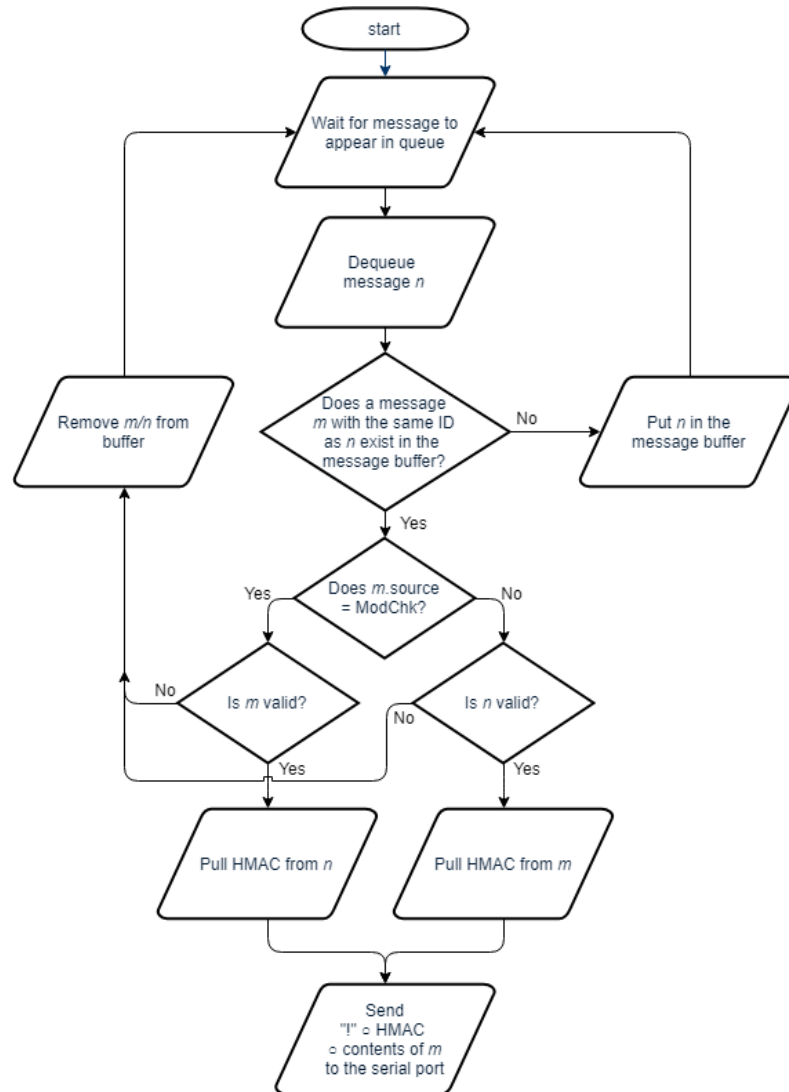 start
Wait for message to
appear in queue
Dequeue
message n
Does a message
m with the same ID
as n exist in the
message buffer?
No
Put n in the
message buffer
Remove m/n from
buffer
Yes
Does m.source
= ModChk?
Yes
No
Is m valid?
No
Is n valid?
No
Yes
Yes
Pull HMAC from n
Pull HMAC from m
Send
"!" ○ HMAC
○ contents of m
to the serial port